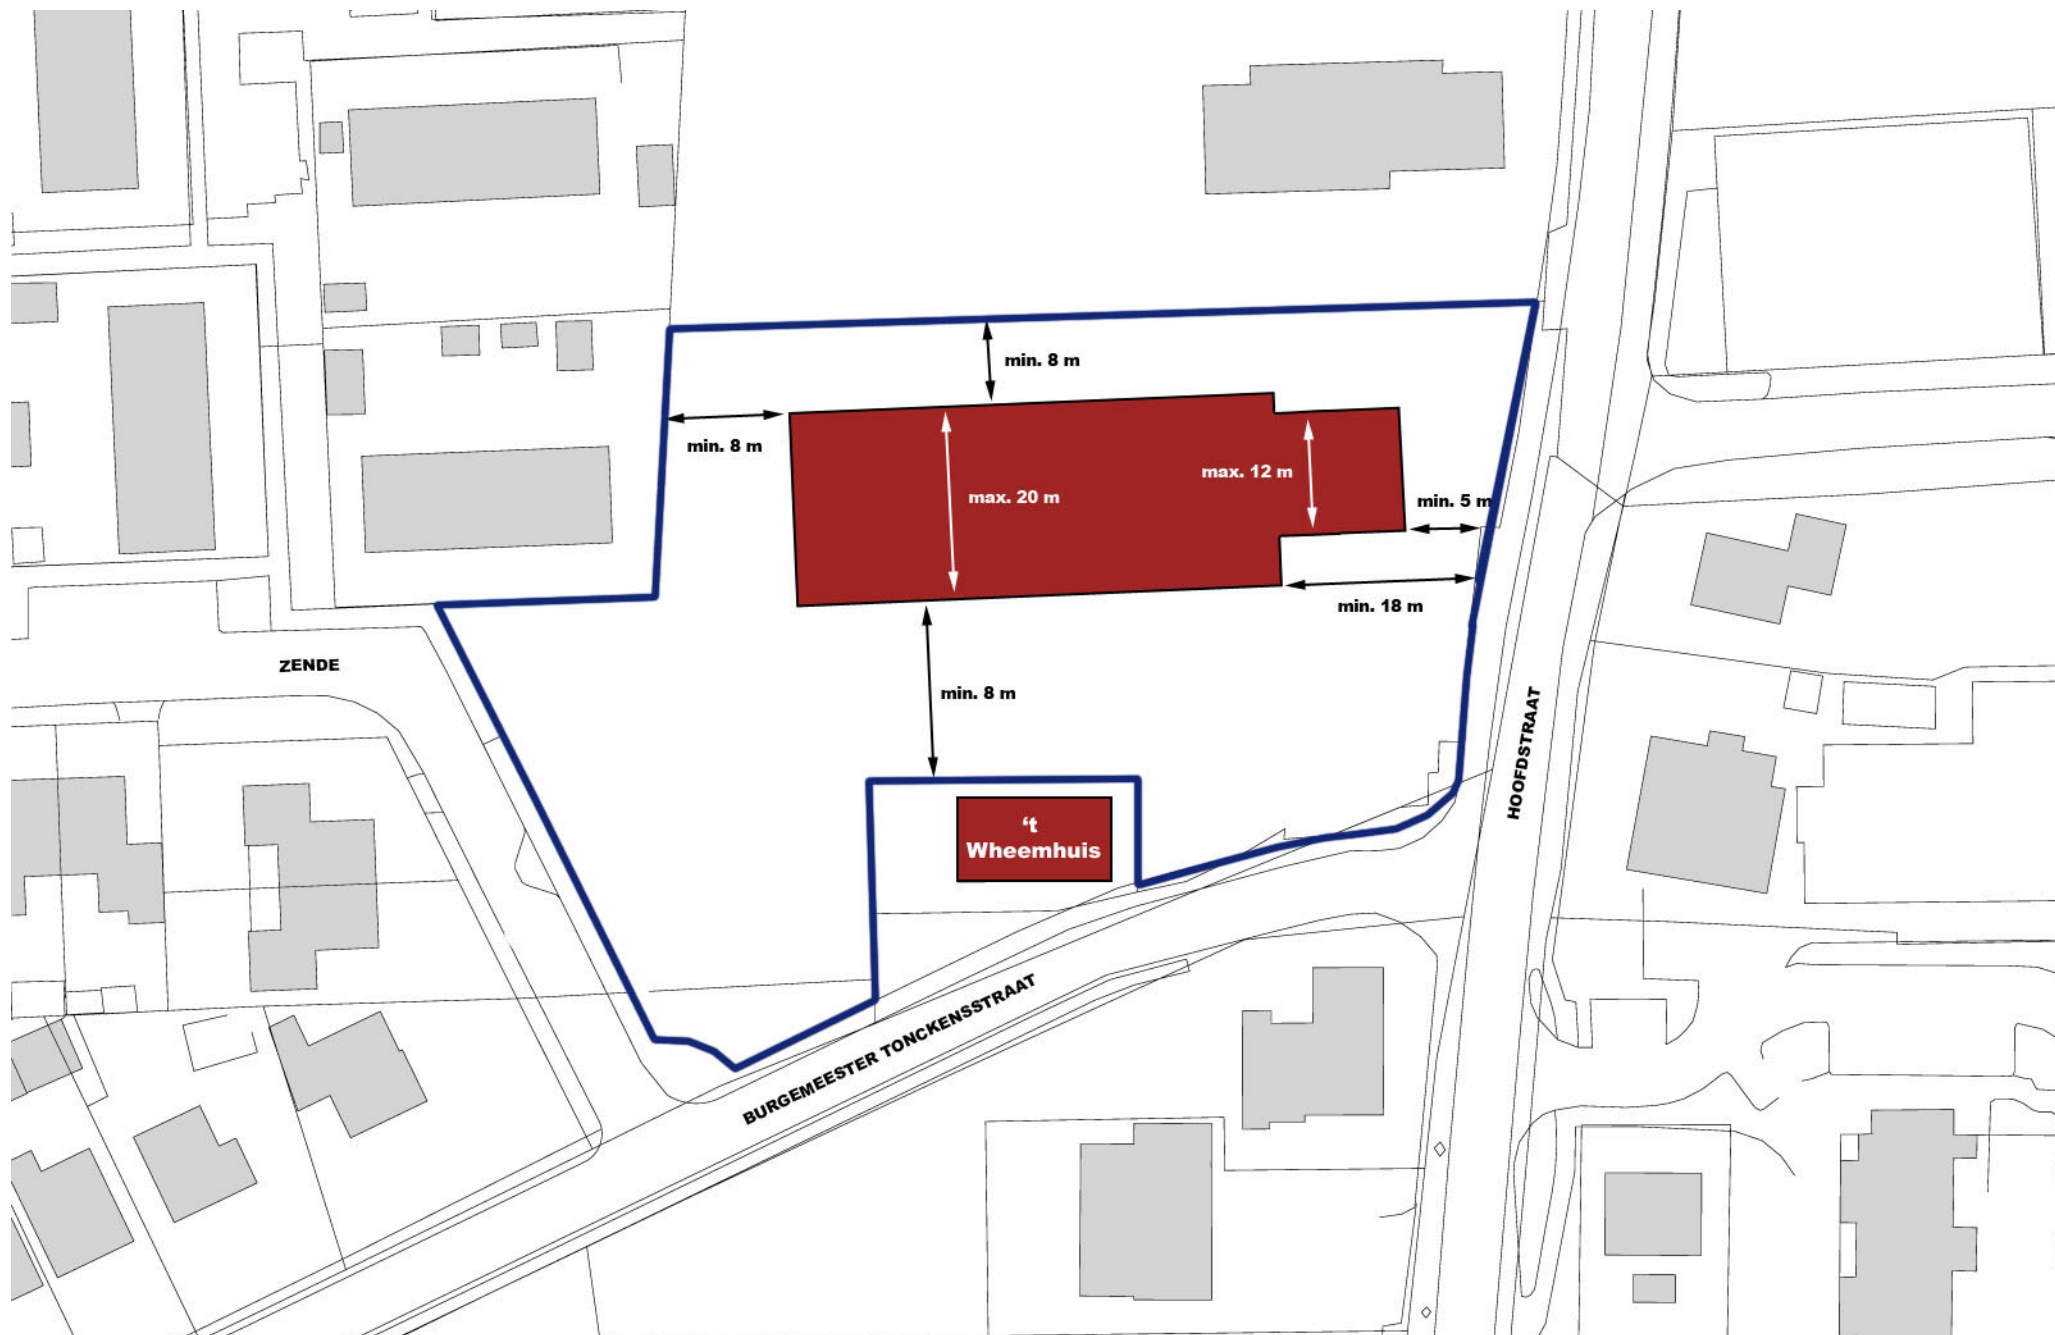 min. 8 m
min. 8 m
max. 20 m
max. 12 m
min. 5 m
min. 18 m
ZENDE
min. 8 m
HOOFDSTRAAT
‘t
Wheemhuis
BURGEMEESTER TONCKENSSTRAAT